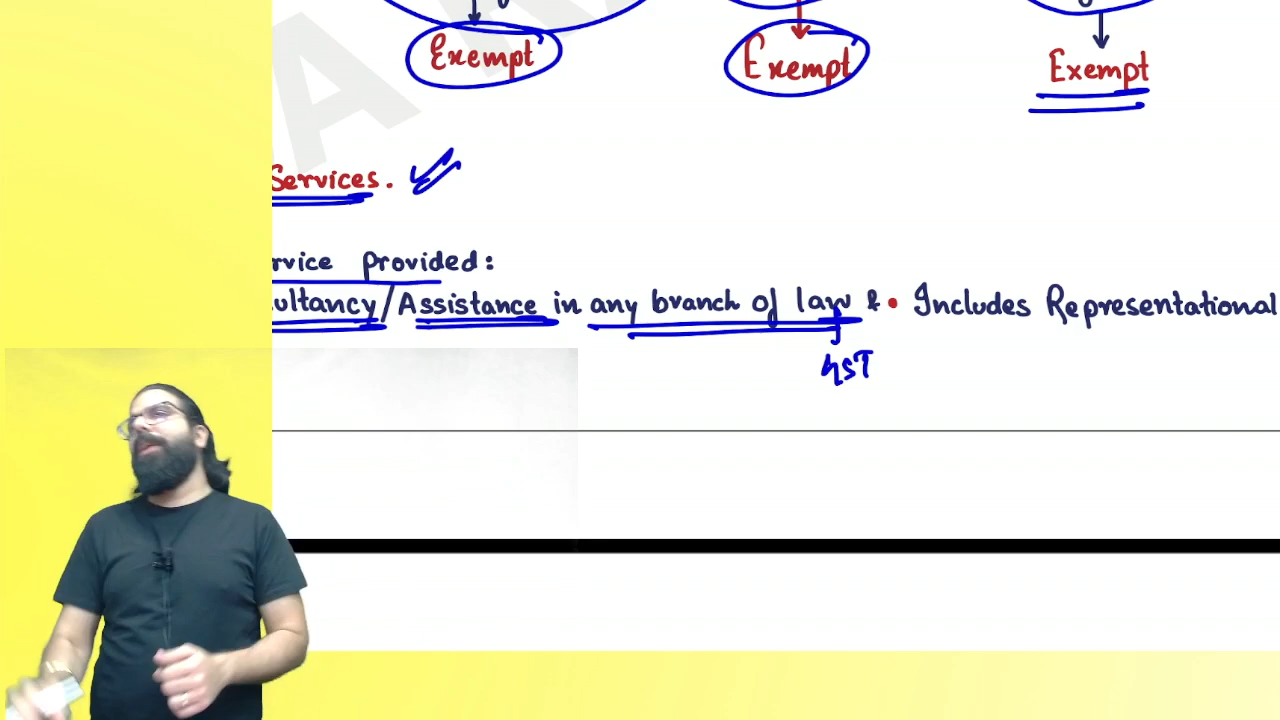 Exempt Exempt Exempt
Services.
rvice provided:
ultancy/Assistance in any branch of law & • Includes Representational
GST